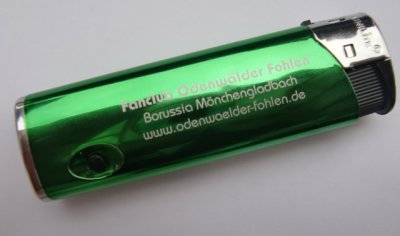 Fanclub Odenwälder Fohlen
Borussia Mönchengladbach
www.odenwaelder-fohlen.de